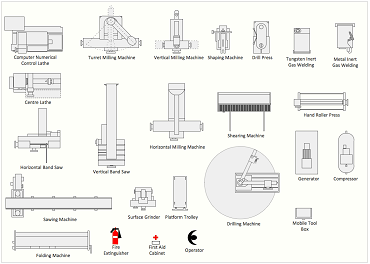 Computer Numerical
Control Lathe
Turret Milling Machine
Vertical Milling Machine
Shaping Machine
Drill Press
Tungsten Inert
Gas Welding
Metal Inert
Gas Welding
Centre Lathe
Horizontal Band Saw
Vertical Band Saw
Horizontal Milling Machine
Shearing Machine
Hand Roller Press
Generator
Compressor
Sawing Machine
Surface Grinder
Platform Trolley
Drilling Machine
Mobile Tool
Box
Folding Machine
Fire
Extinguisher
First Aid
Cabinet
Operator